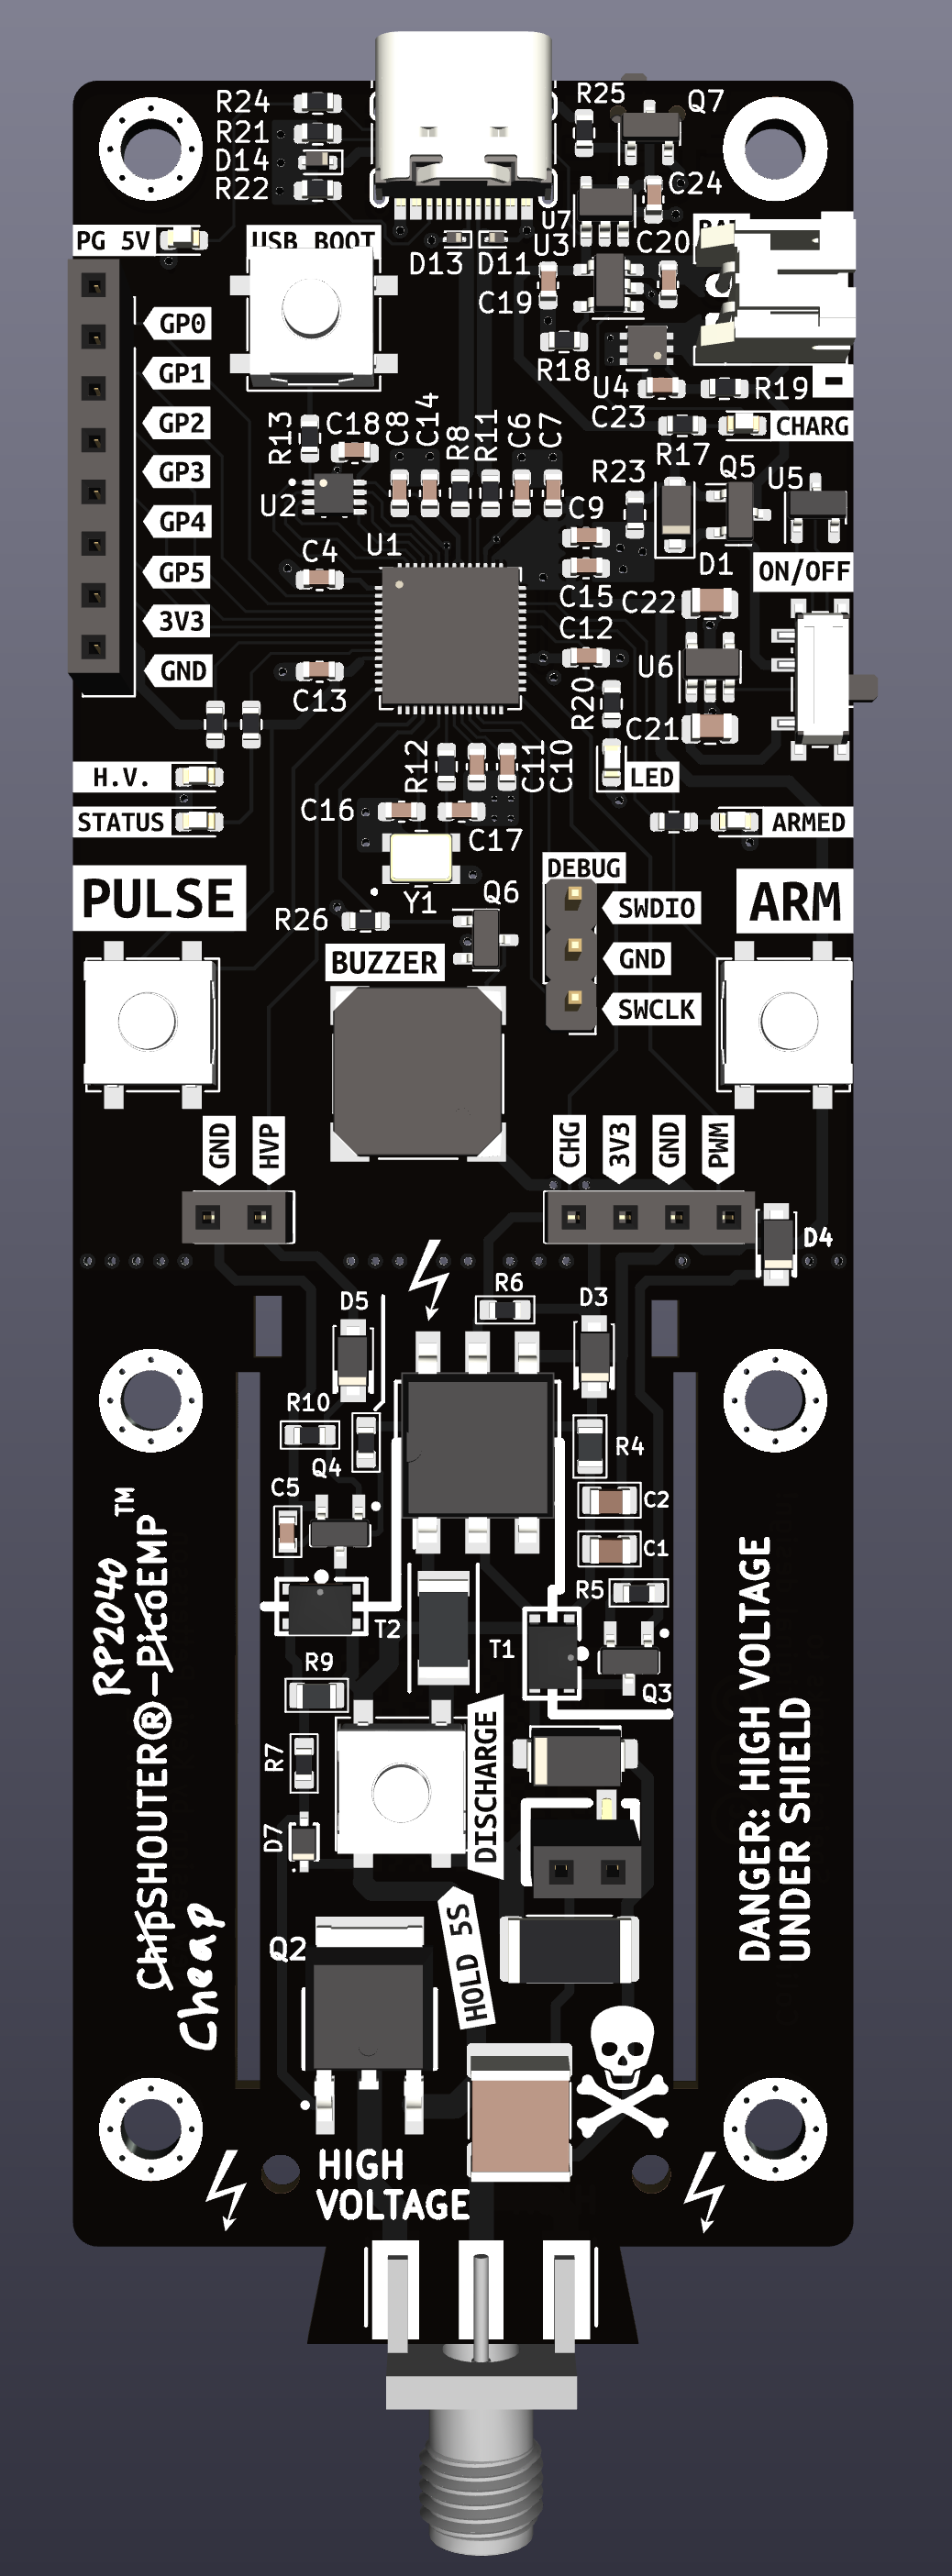 R24
R21
D14
R22
R25
Q7
C24
U7
U3
C20
PG 5V
USB BOOT
D13
D11
C19
R18
U4
R19
C23
CHARG
R17
GP0
GP1
GP2
GP3
GP4
GP5
3V3
GND
R13
C18
C8
C14
R8
R11
C6
C7
U2
R23
Q5
U5
C9
D1
ON/OFF
C4
U1
C15
C22
C12
U6
C13
R20
C21
R12
C11
C10
LED
H.V.
STATUS
C16
C17
ARMED
Y1
Q6
DEBUG
PULSE
ARM
R26
SWDIO
GND
SWCLK
BUZZER
GND
HVP
CHG
3V3
GND
PWM
D4
R6
D5
D3
R10
R4
Q4
C5
C2
C1
R5
T2
T1
R9
Q3
R7
D7
DISCHARGE
HOLD 5S
Q2
RP2040
ChipSHOUTER®-PicoEMP™
Cheap
DANGER: HIGH VOLTAGE
UNDER SHIELD
HIGH
VOLTAGE